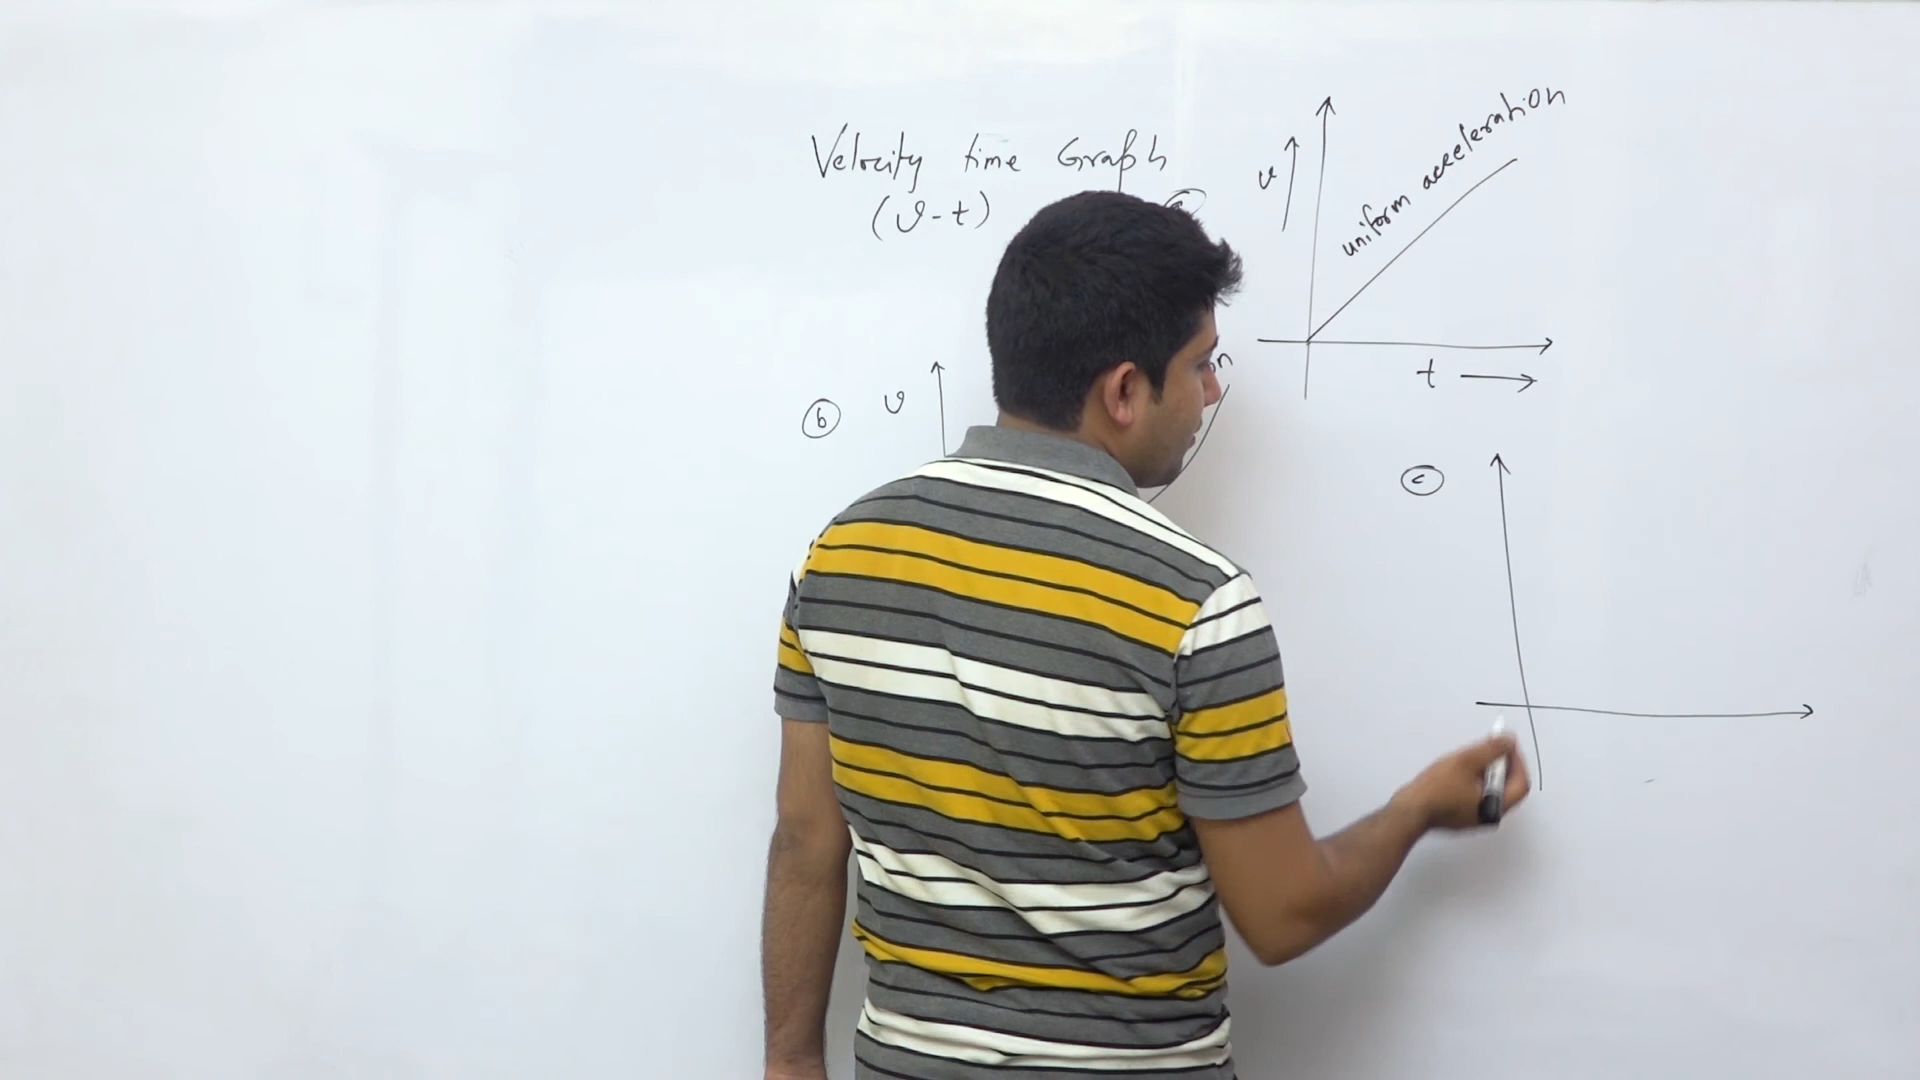 Velocity time Graph
(v-t)
a
v
uniform acceleration
t
b
v
n
c